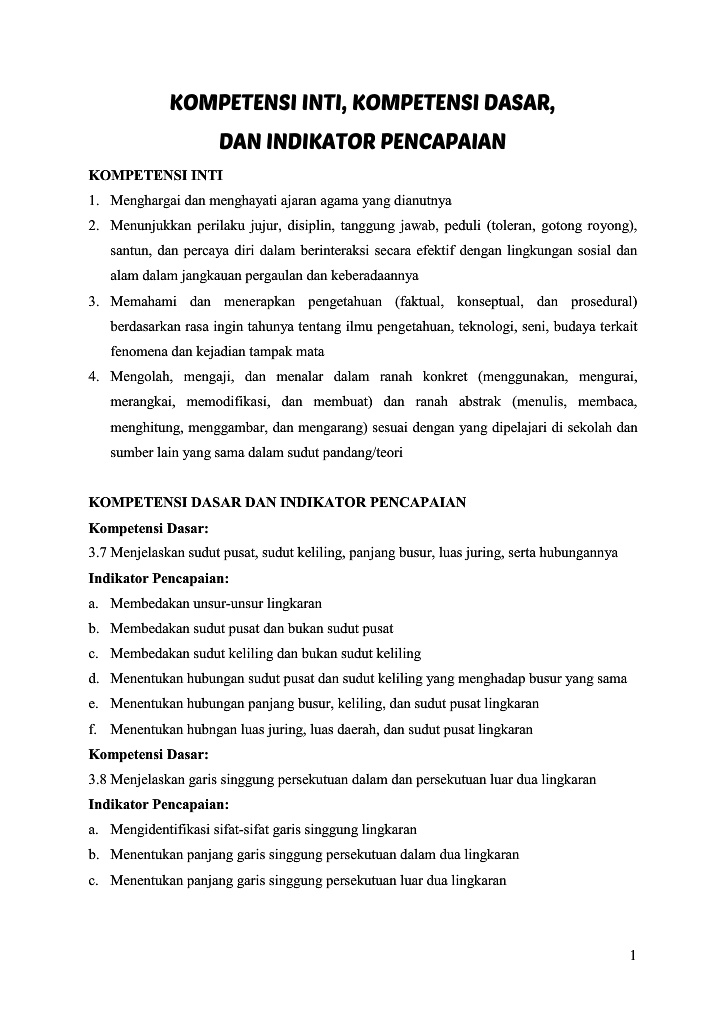 KOMPETENSI INTI, KOMPETENSI DASAR,
DAN INDIKATOR PENCAPAIAN
KOMPETENSI INTI
1. Menghargai dan menghayati ajaran agama yang dianutnya
2. Menunjukkan perilaku jujur, disiplin, tanggung jawab, peduli (toleran, gotong royong),
santun, dan percaya diri dalam berinteraksi secara efektif dengan lingkungan sosial dan
alam dalam jangkauan pergaulan dan keberadaannya
3. Memahami dan menerapkan pengetahuan (faktual, konseptual, dan prosedural)
berdasarkan rasa ingin tahunya tentang ilmu pengetahuan, teknologi, seni, budaya terkait
fenomena dan kejadian tampak mata
4. Mengolah, mengaji, dan menalar dalam ranah konkret (menggunakan, mengurai,
merangkai, memodifikasi, dan membuat) dan ranah abstrak (menulis, membaca,
menghitung, menggambar, dan mengarang) sesuai dengan yang dipelajari di sekolah dan
sumber lain yang sama dalam sudut pandang/teori
KOMPETENSI DASAR DAN INDIKATOR PENCAPAIAN
Kompetensi Dasar:
3.7 Menjelaskan sudut pusat, sudut keliling, panjang busur, luas juring, serta hubungannya
Indikator Pencapaian:
a. Membedakan unsur-unsur lingkaran
b. Membedakan sudut pusat dan bukan sudut pusat
c. Membedakan sudut keliling dan bukan sudut keliling
d. Menentukan hubungan sudut pusat dan sudut keliling yang menghadap busur yang sama
e. Menentukan hubungan panjang busur, keliling, dan sudut pusat lingkaran
f. Menentukan hubngan luas juring, luas daerah, dan sudut pusat lingkaran
Kompetensi Dasar:
3.8 Menjelaskan garis singgung persekutuan dalam dan persekutuan luar dua lingkaran
Indikator Pencapaian:
a. Mengidentifikasi sifat-sifat garis singgung lingkaran
b. Menentukan panjang garis singgung persekutuan dalam dua lingkaran
c. Menentukan panjang garis singgung persekutuan luar dua lingkaran
1